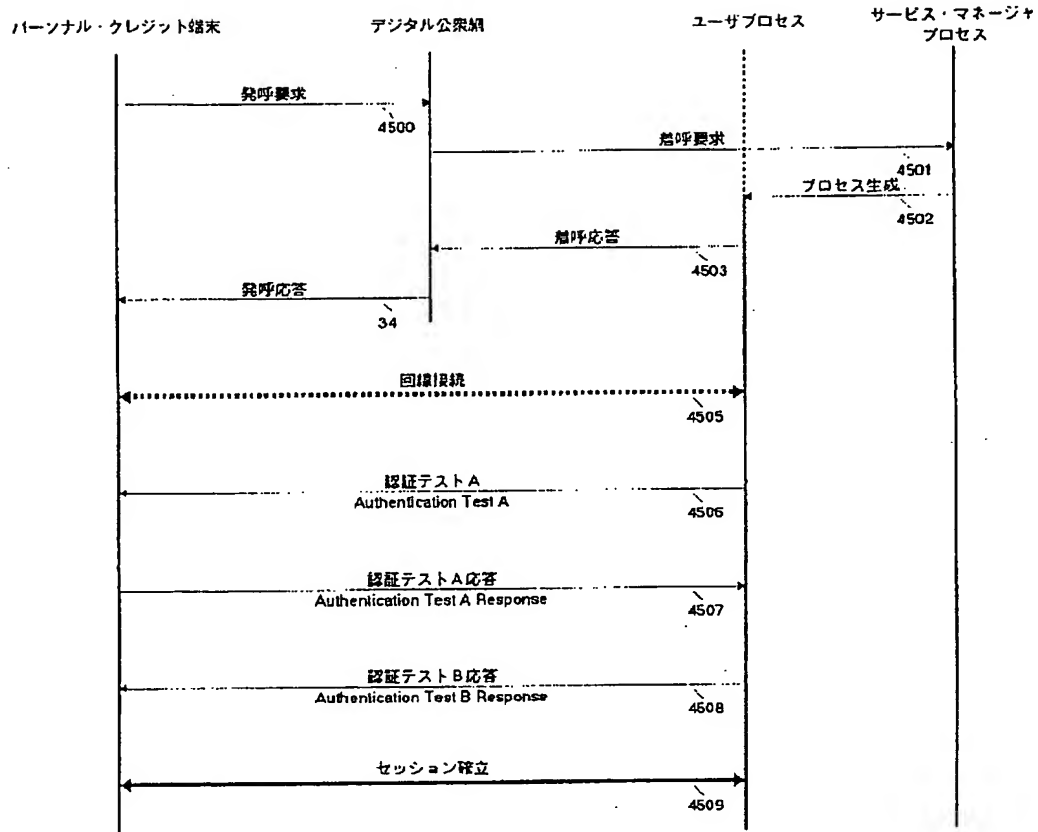 パーソナル・クレジット端末
デジタル公衆網
ユーザプロセス
サービス・マネージャ
プロセス
発呼要求
4500
着呼要求
4501
プロセス生成
4502
着呼応答
4503
発呼応答
34
回線接続
4505
認証テストA
Authentication Test A
4506
認証テストA応答
Authentication Test A Response
4507
認証テストB応答
Authentication Test B Response
4508
セッション確立
4509